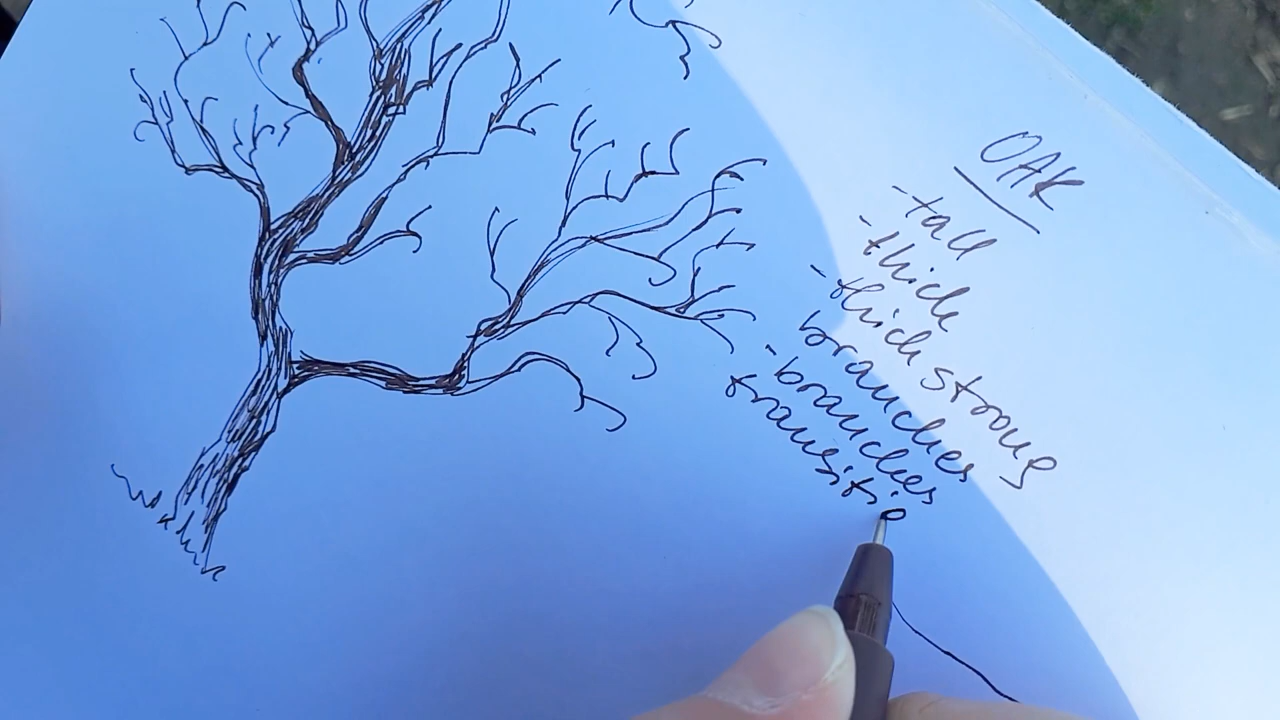 OAK
- tall
- thick
- thick strong
branches
- branches
transitio